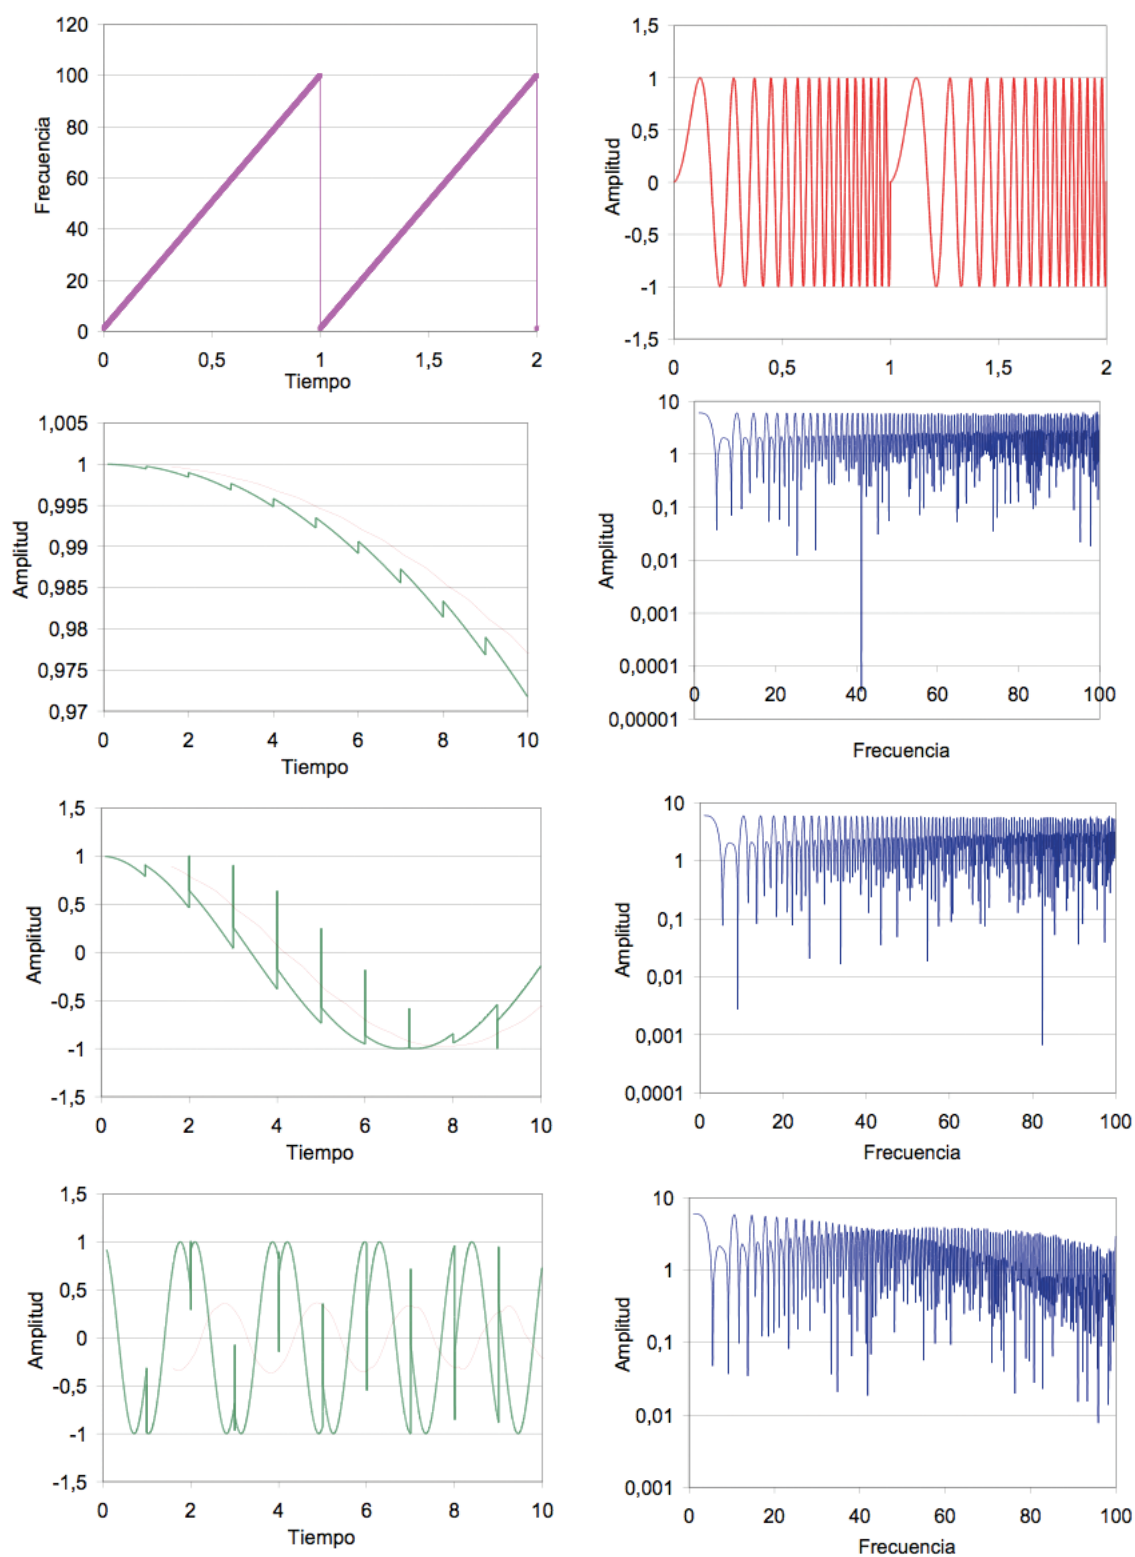 120
100
80
60
40
20
0
Frecuencia
0 0,5 1 1,5 2
Tiempo
1,5
1
0,5
0
-0,5
-1
-1,5
Amplitud
0 0,5 1 1,5 2
1,005
1
0,995
0,99
0,985
0,98
0,975
0,97
Amplitud
0 2 4 6 8 10
Tiempo
10
1
0,1
0,01
0,001
0,0001
0,00001
Amplitud
0 20 40 60 80 100
Frecuencia
1,5
1
0,5
0
-0,5
-1
-1,5
Amplitud
0 2 4 6 8 10
Tiempo
10
1
0,1
0,01
0,001
0,0001
Amplitud
0 20 40 60 80 100
Frecuencia
1,5
1
0,5
0
-0,5
-1
-1,5
Amplitud
0 2 4 6 8 10
Tiempo
10
1
0,1
0,01
0,001
Amplitud
0 20 40 60 80 100
Frecuencia